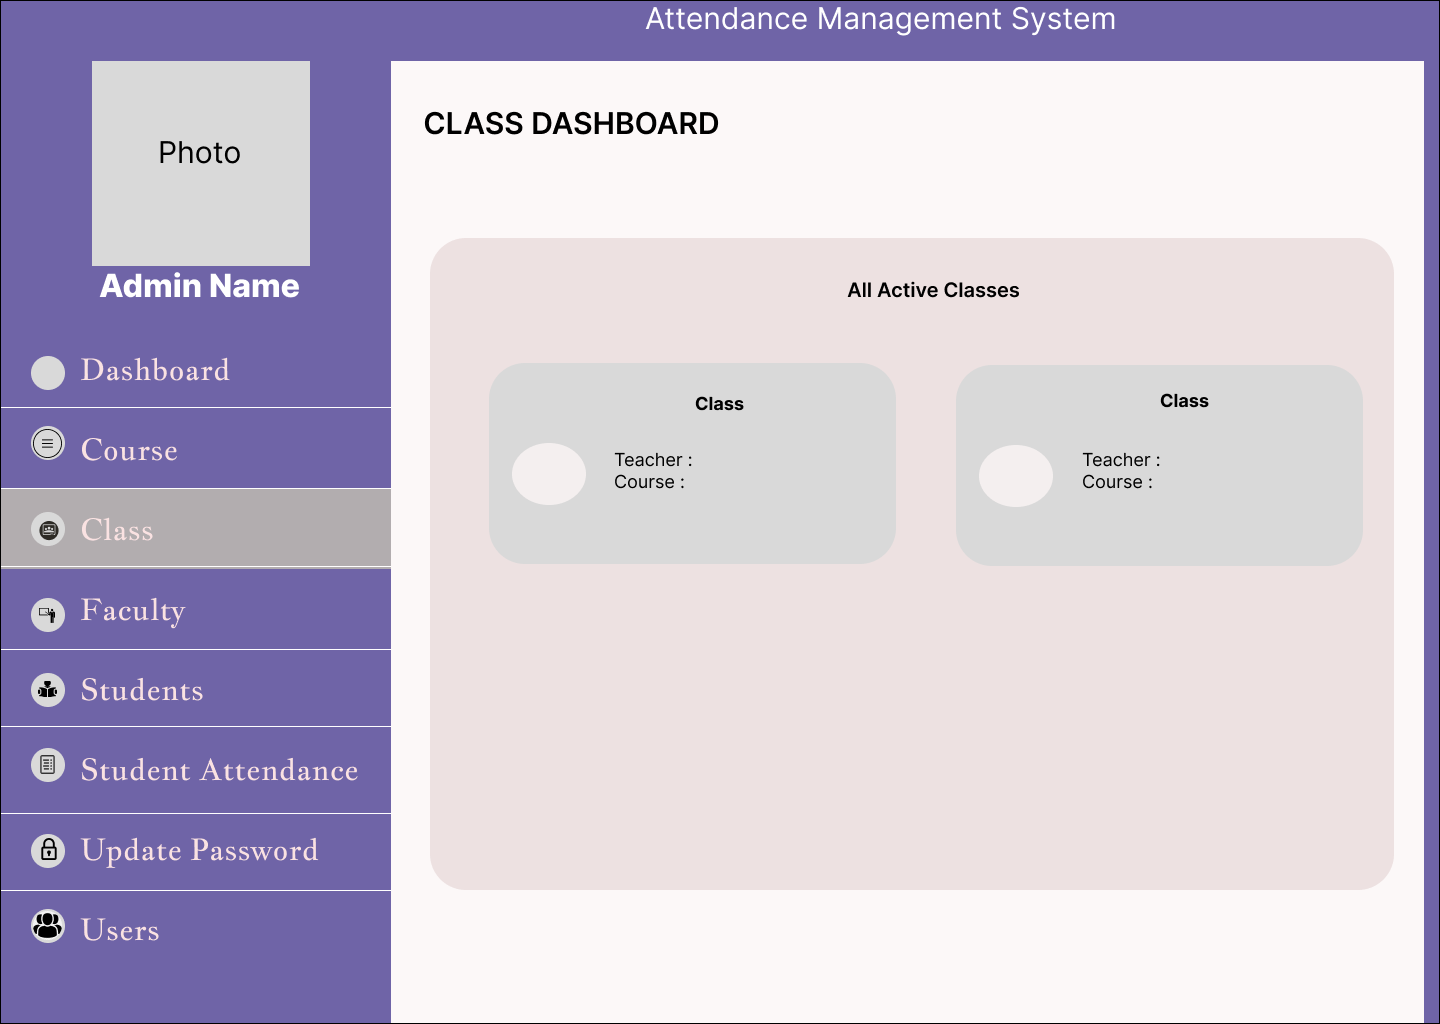 Attendance Management System
Photo
Admin Name
Dashboard
Course
Class
Faculty
Students
Student Attendance
Update Password
Users
CLASS DASHBOARD
All Active Classes
Class
Teacher :
Course :
Class
Teacher :
Course :